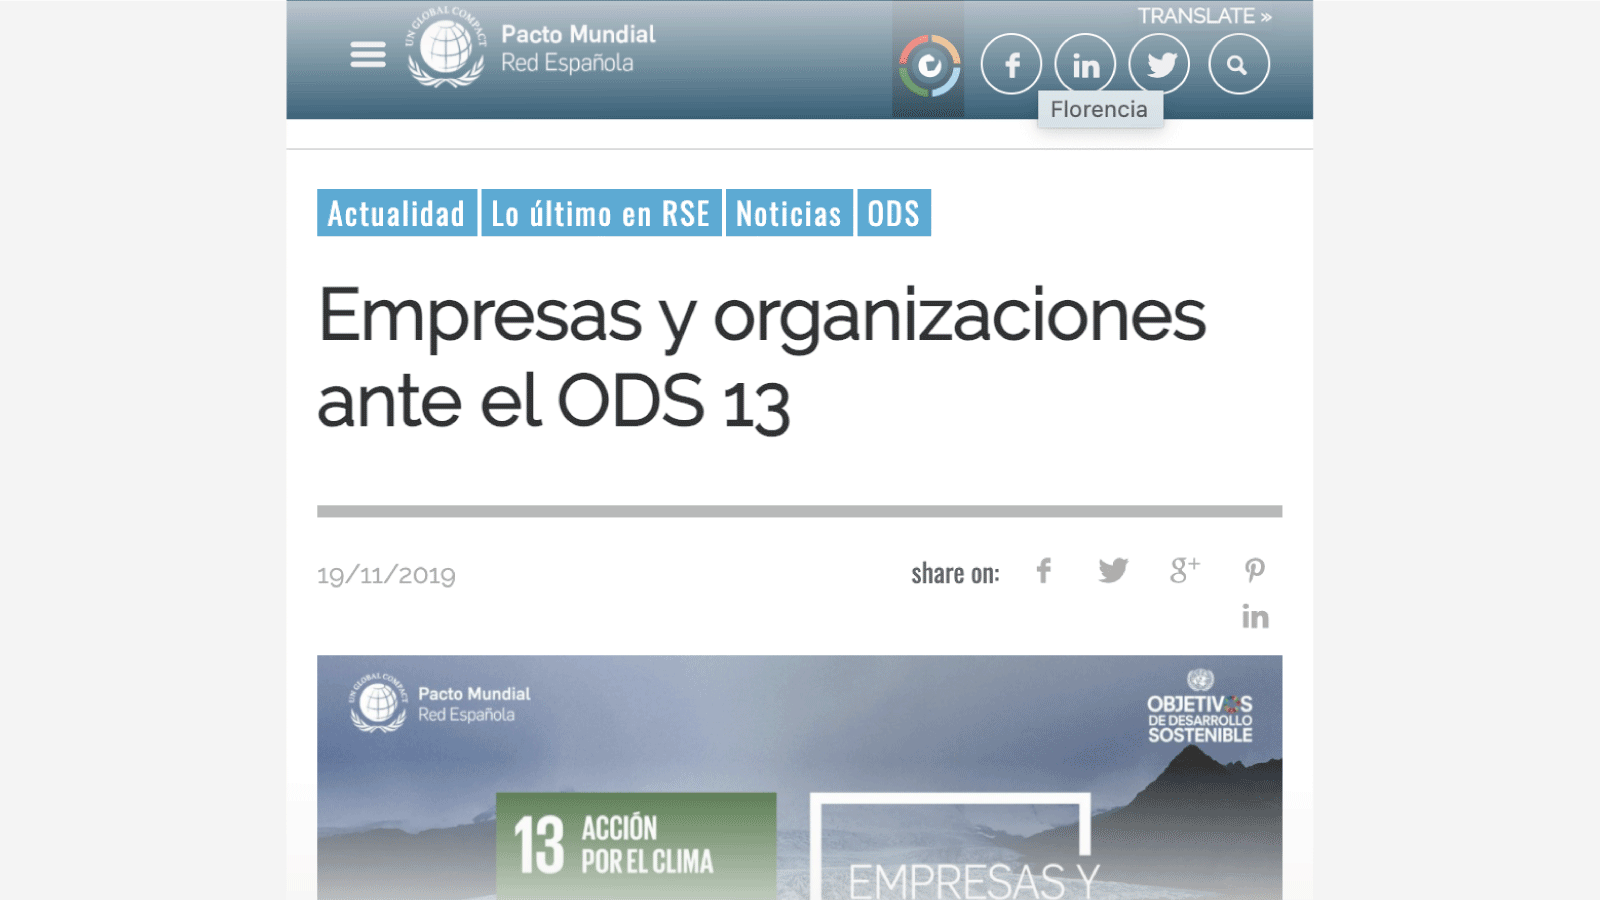 TRANSLATE »
UN GLOBAL COMPACT
Pacto Mundial
Red Española
Florencia
Actualidad
Lo último en RSE
Noticias
ODS
Empresas y organizaciones
ante el ODS 13
19/11/2019
share on:
UN GLOBAL COMPACT
Pacto Mundial
Red Española
OBJETIVOS
DE DESARROLLO
SOSTENIBLE
13 ACCIÓN
POR EL CLIMA
EMPRESAS Y